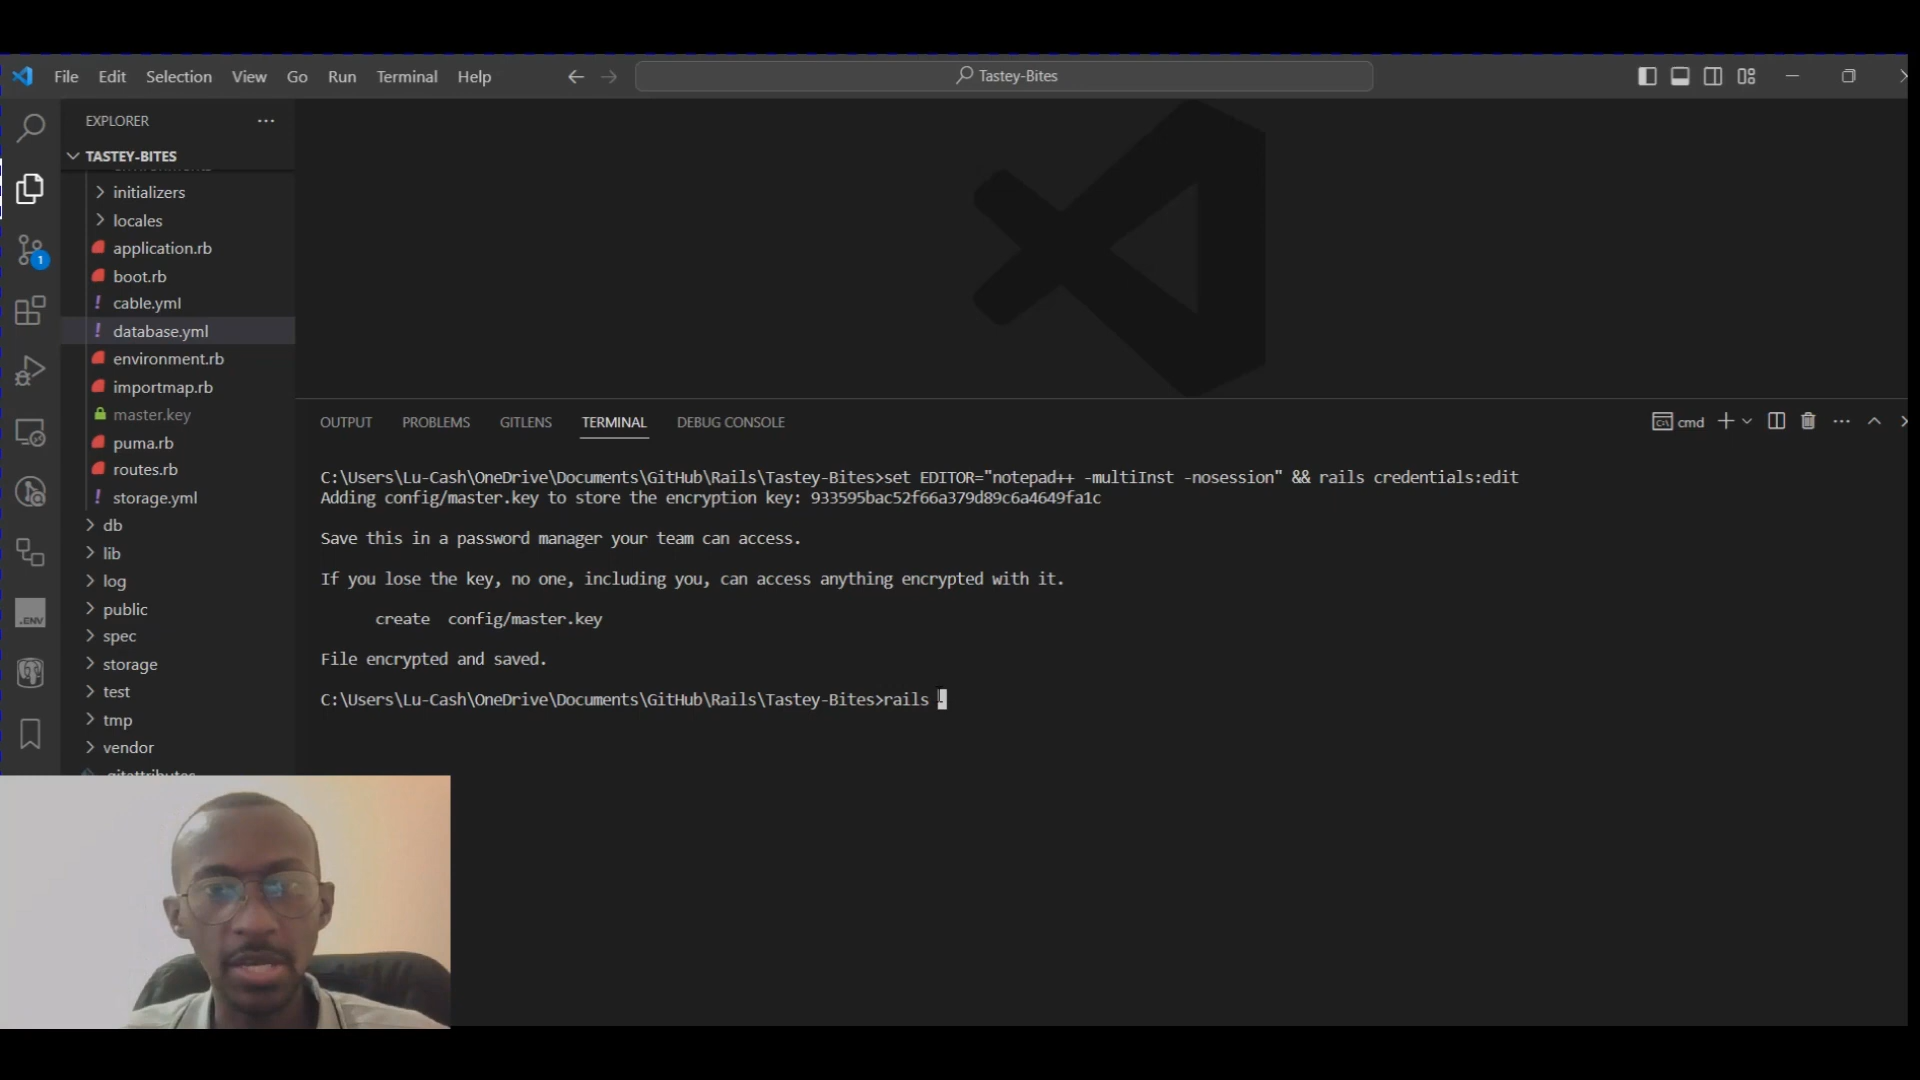 File Edit Selection View Go Run Terminal Help
Tastey-Bites
EXPLORER
TASTEY-BITES
initializers
locales
application.rb
boot.rb
cable.yml
database.yml
environment.rb
importmap.rb
master.key
puma.rb
routes.rb
storage.yml
db
lib
log
public
spec
storage
test
tmp
vendor
.gitattributes
1
.ENV
OUTPUT PROBLEMS GITLENS TERMINAL DEBUG CONSOLE
cmd
C:\Users\Lu-Cash\OneDrive\Documents\GitHub\Rails\Tastey-Bites>set EDITOR="notepad++ -multiInst -nosession" && rails credentials:edit
Adding config/master.key to store the encryption key: 933595bac52f66a379d89c6a4649fa1c
Save this in a password manager your team can access.
If you lose the key, no one, including you, can access anything encrypted with it.
create config/master.key
File encrypted and saved.
C:\Users\Lu-Cash\OneDrive\Documents\GitHub\Rails\Tastey-Bites>rails